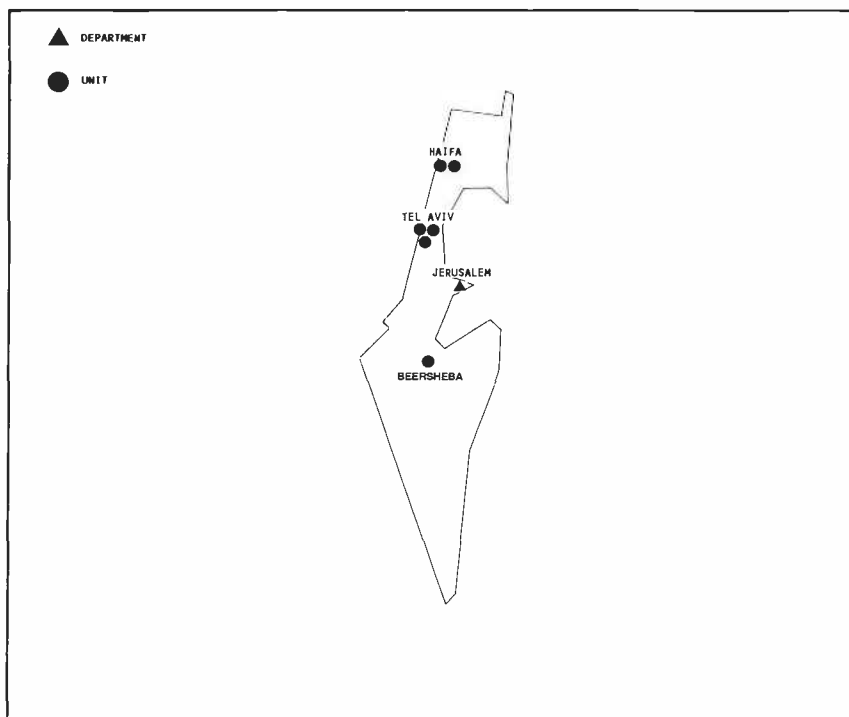 DEPARTMENT
UNIT
HAIFA
TEL AVIV
JERUSALEM
BEERSHEBA